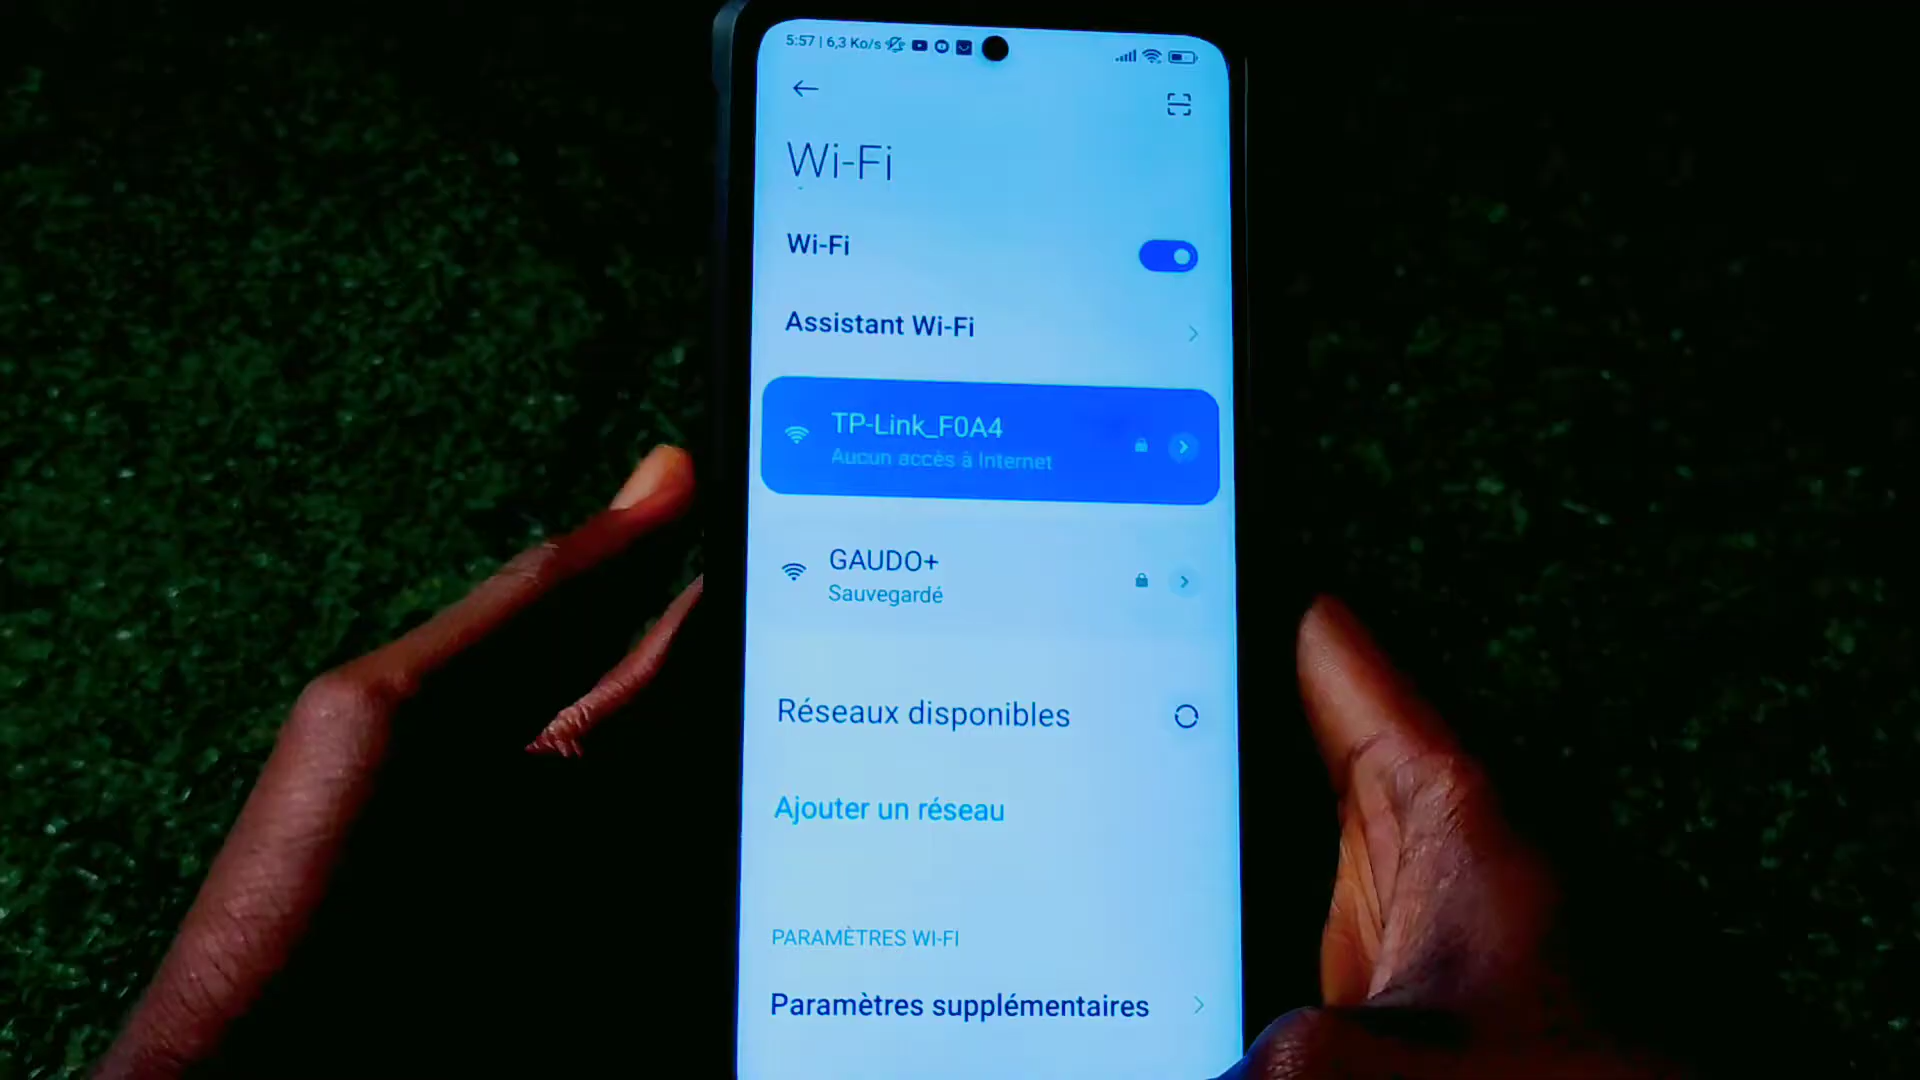 5:57 | 6,3 Ko/s
Wi-Fi
Wi-Fi
Assistant Wi-Fi
TP-Link_F0A4
Aucun accès à Internet
GAUDO+
Sauvegardé
Réseaux disponibles
Ajouter un réseau
PARAMÈTRES WI-FI
Paramètres supplémentaires